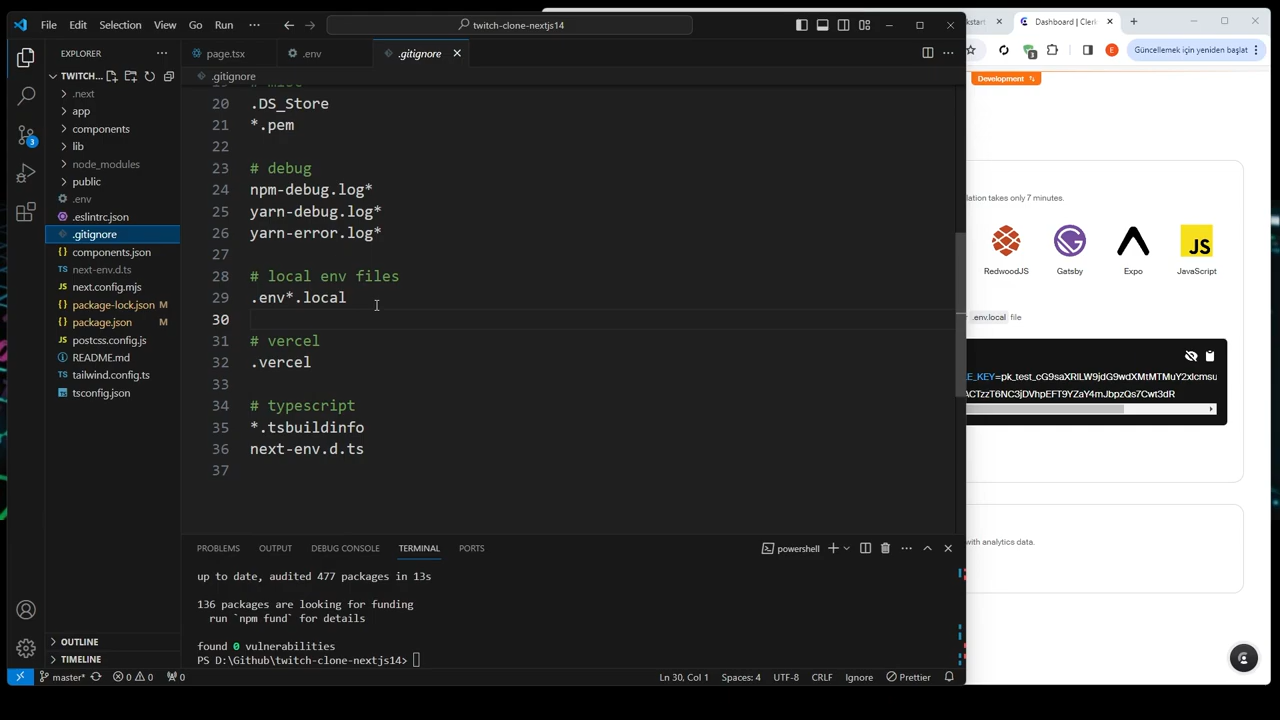 File Edit Selection View Go Run ··· twitch-clone-nextjs14
kstart Dashboard | Clerk
Güncellemek için yeniden başlat
E
3
EXPLORER ···
page.tsx .env .gitignore
TWITCH...
.gitignore
.next
app
components
lib
node_modules
public
.env
.eslintrc.json
.gitignore
components.json
next-env.d.ts
next.config.mjs
package-lock.json M
package.json M
postcss.config.js
README.md
tailwind.config.ts
tsconfig.json
OUTLINE
TIMELINE
3
20 .DS_Store
21 *.pem
22
23 # debug
24 npm-debug.log*
25 yarn-debug.log*
26 yarn-error.log*
27
28 # local env files
29 .env*.local
30
31 # vercel
32 .vercel
33
34 # typescript
35 *.tsbuildinfo
36 next-env.d.ts
37
PROBLEMS OUTPUT DEBUG CONSOLE TERMINAL PORTS powershell
up to date, audited 477 packages in 13s
136 packages are looking for funding
run `npm fund` for details
found 0 vulnerabilities
PS D:\Github\twitch-clone-nextjs14>
master* 0 0 0 Ln 30, Col 1 Spaces: 4 UTF-8 CRLF Ignore Prettier
Development
lation takes only 7 minutes.
JS
RedwoodJS Gatsby Expo JavaScript
.env.local file
with analytics data.